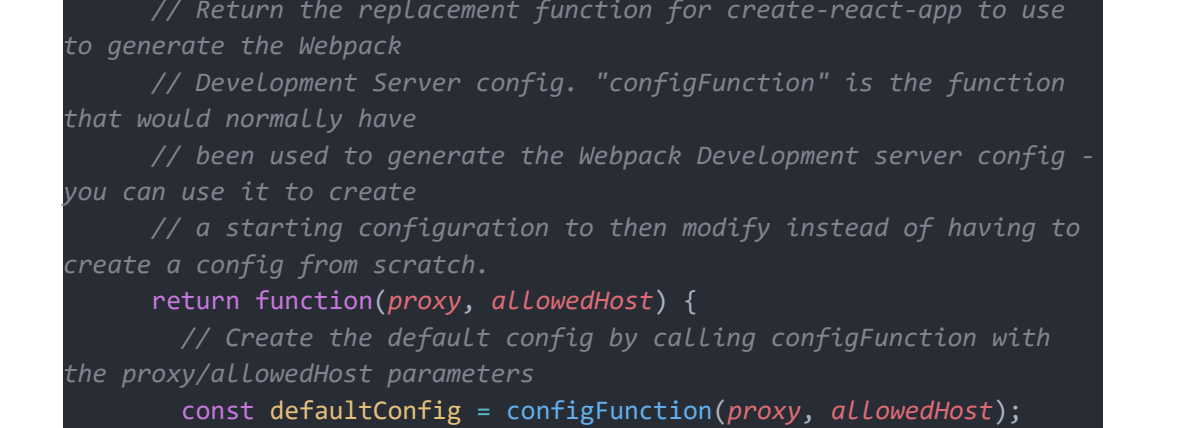 // Return the replacement function for create-react-app to use
to generate the Webpack
// Development Server config. "configFunction" is the function
that would normally have
// been used to generate the Webpack Development server config -
you can use it to create
// a starting configuration to then modify instead of having to
create a config from scratch.
return function(proxy, allowedHost) {
// Create the default config by calling configFunction with
the proxy/allowedHost parameters
const defaultConfig = configFunction(proxy, allowedHost);